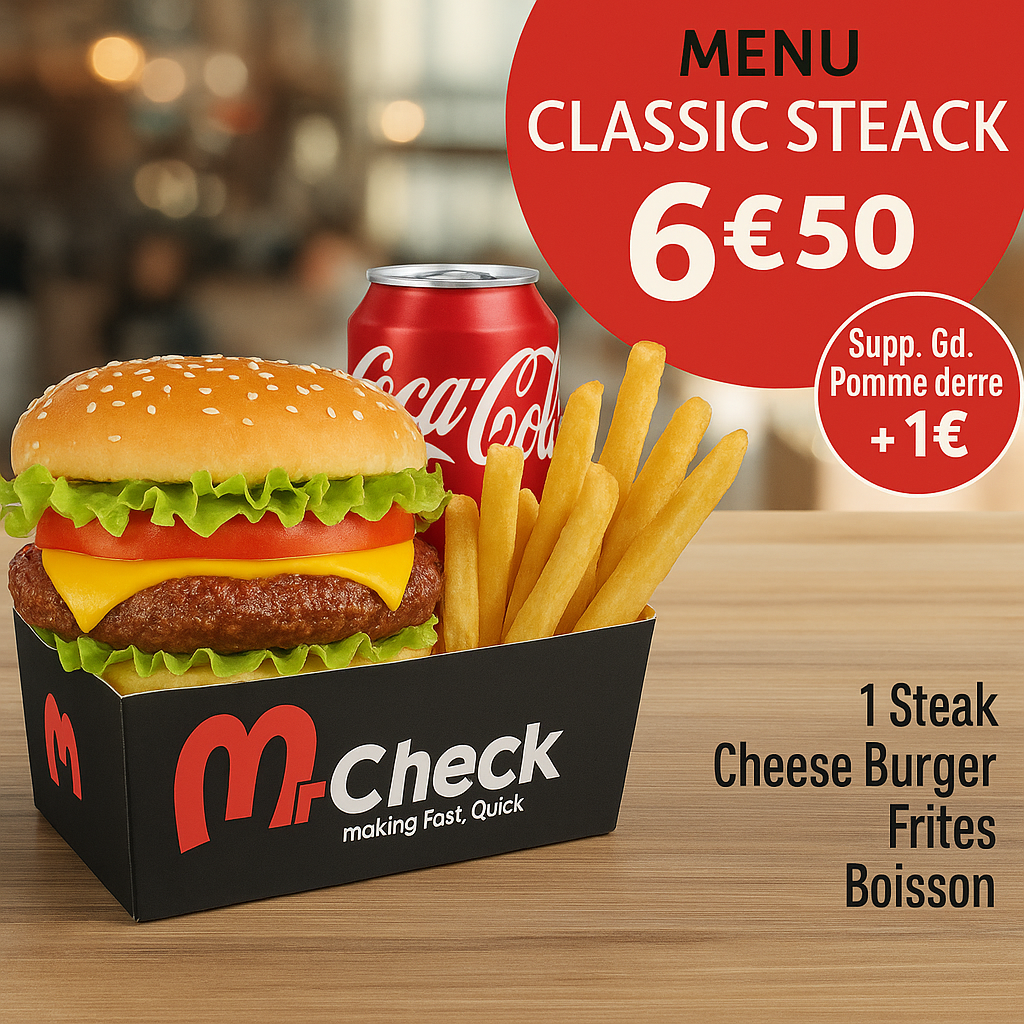 MENU
CLASSIC STEACK
6€50
Supp. Gd.
Pomme derre
+ 1€
Coca-Cola
Mr Check
making Fast, Quick
1 Steak
Cheese Burger
Frites
Boisson